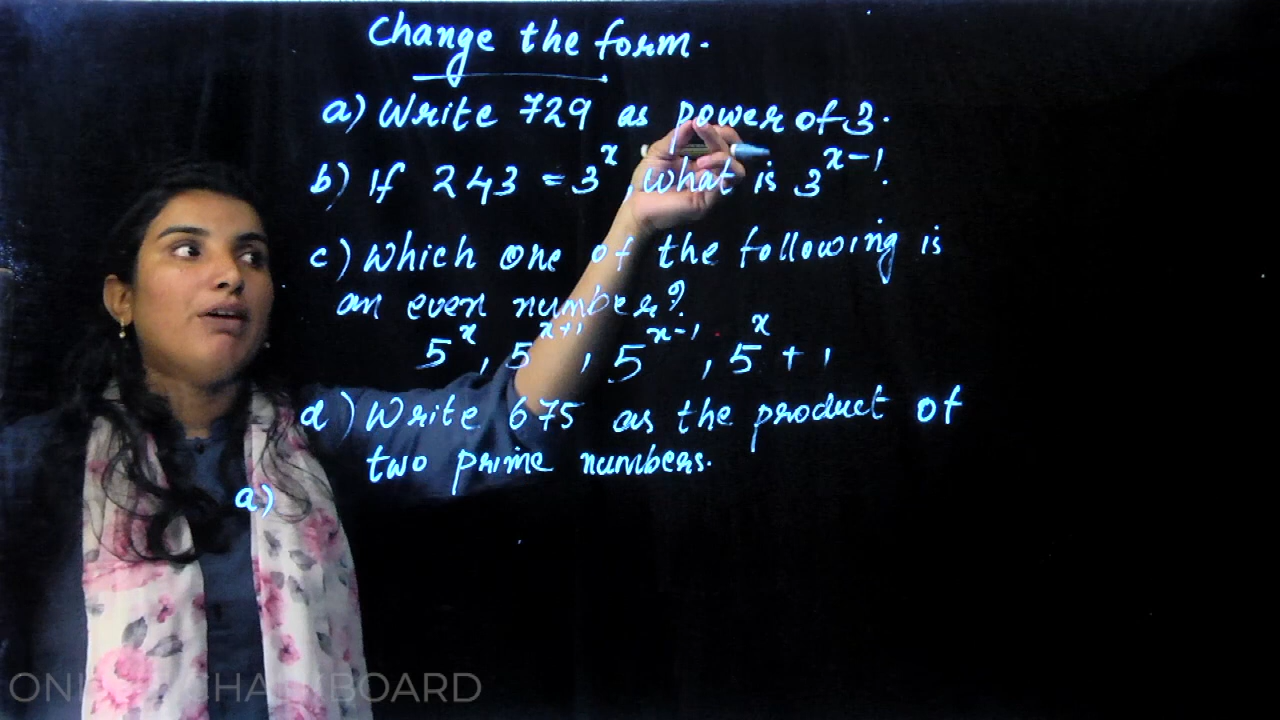 Change the form.
a) Write 729 as power of 3.
b) If 243 = 3^x, what is 3^x-1.
c) Which one of the following is
an even number?
5^x, 5^x+1, 5^x-1, 5^x + 1
d) Write 675 as the product of
two prime numbers.
a)
CHALKBOARD